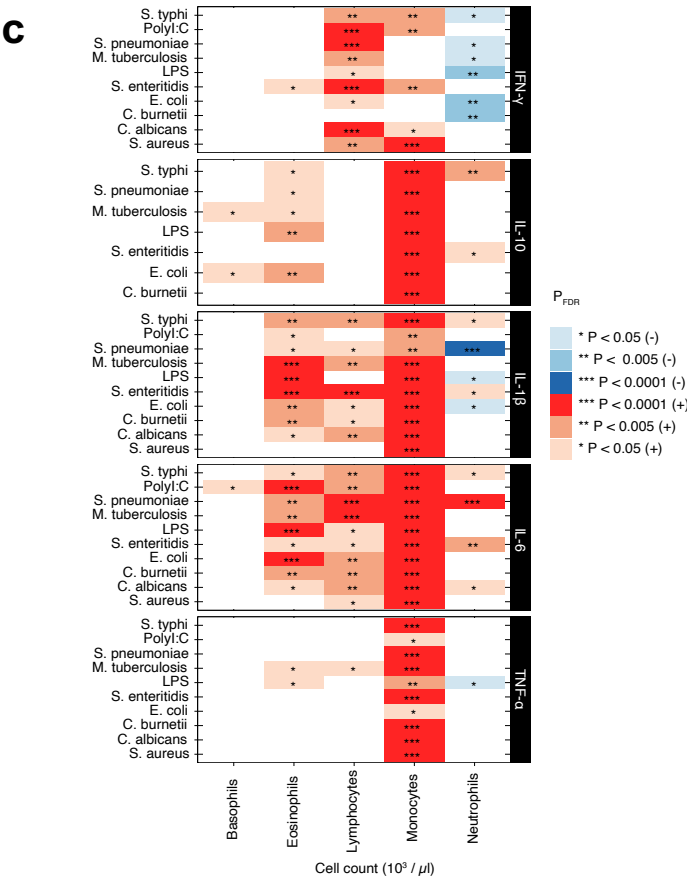 c
S. typhi ** ** *
PolyI:C *** **
S. pneumoniae *** *
M. tuberculosis ** *
LPS * **
S. enteritidis * *** **
E. coli * **
C. burnetii **
C. albicans *** *
S. aureus ** ***
IFN-γ
S. typhi * *** **
S. pneumoniae * ***
M. tuberculosis * * ***
LPS ** ***
S. enteritidis *** *
E. coli * ** ***
C. burnetii ***
IL-10
S. typhi ** ** *** *
PolyI:C * **
S. pneumoniae * * ** ***
M. tuberculosis *** ** ***
LPS *** *** *
S. enteritidis *** *** *** *
E. coli ** * *** *
C. burnetii ** * ***
C. albicans * ** ***
S. aureus ***
IL-1β
S. typhi * ** *** *
PolyI:C * *** ** ***
S. pneumoniae ** *** *** ***
M. tuberculosis ** *** ***
LPS *** * ***
S. enteritidis * * *** **
E. coli *** ** ***
C. burnetii ** ** ***
C. albicans * ** *** *
S. aureus * ***
IL-6
S. typhi ***
PolyI:C *
S. pneumoniae ***
M. tuberculosis * * ***
LPS * ** *
S. enteritidis ***
E. coli *
C. burnetii ***
C. albicans ***
S. aureus ***
TNF-α
Basophils
Eosinophils
Lymphocytes
Monocytes
Neutrophils
Cell count (10³ / µl)
P FDR
* P < 0.05 (-)
** P < 0.005 (-)
*** P < 0.0001 (-)
*** P < 0.0001 (+)
** P < 0.005 (+)
* P < 0.05 (+)